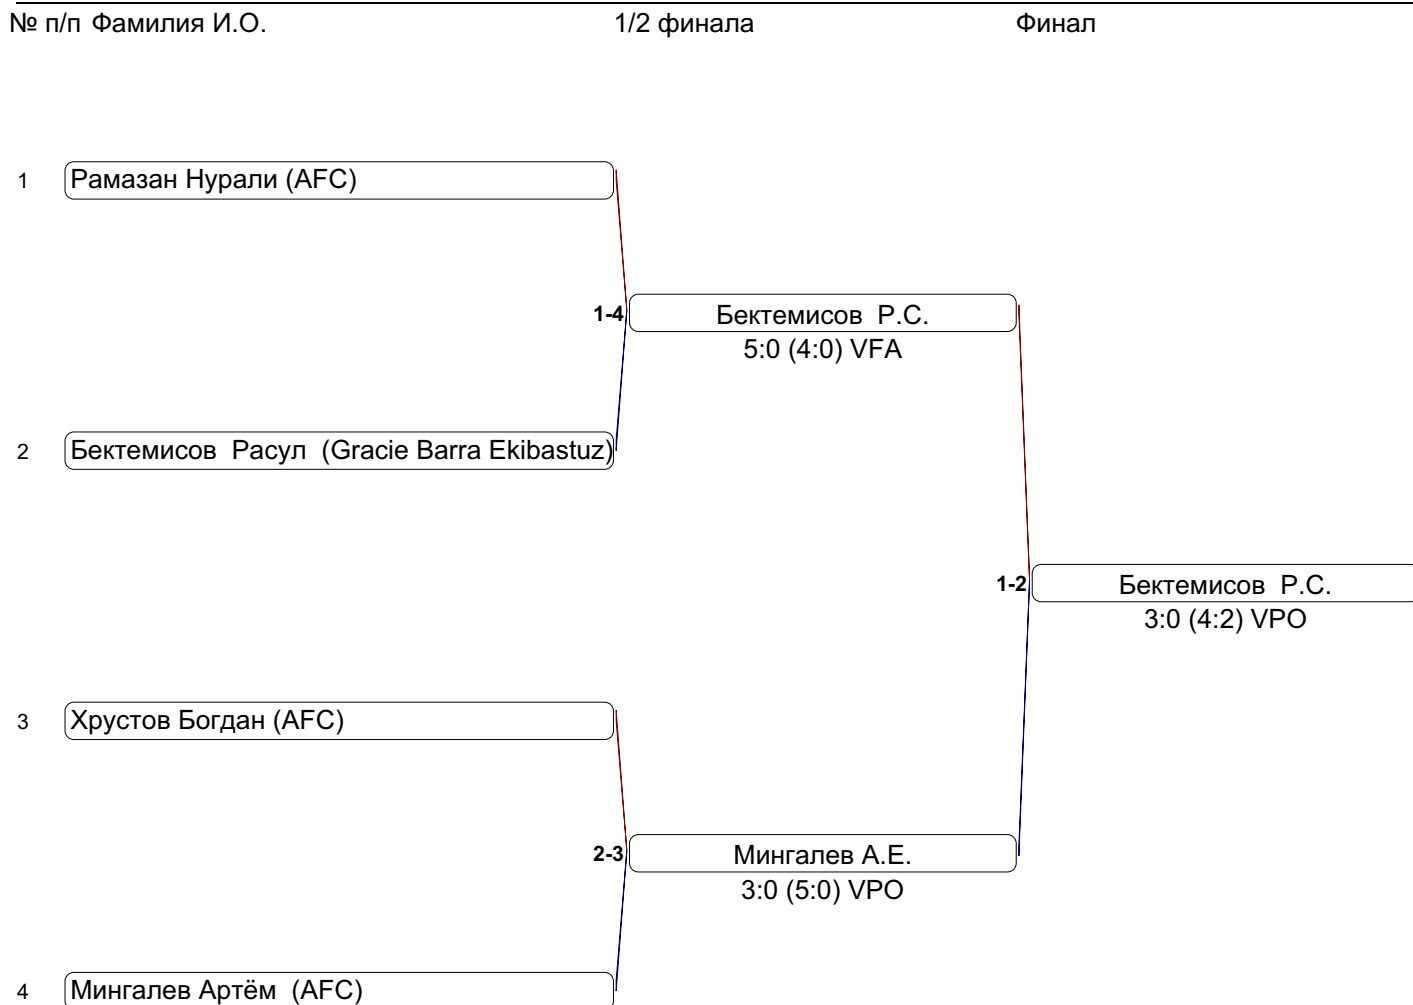 № п/п Фамилия И.О. 1/2 финала Финал
1 Рамазан Нурали (AFC)
1-4 Бектемисов Р.С.
5:0 (4:0) VFA
2 Бектемисов Расул (Gracie Barra Ekibastuz)
1-2 Бектемисов Р.С.
3:0 (4:2) VPO
3 Хрустов Богдан (AFC)
2-3 Мингалев А.Е.
3:0 (5:0) VPO
4 Мингалев Артём (AFC)